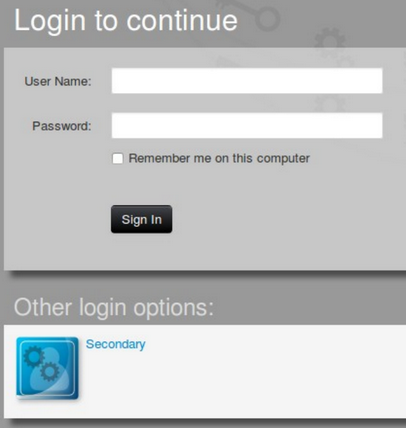 Login to continue
User Name:
Password:
Remember me on this computer
Sign In
Other login options:
Secondary